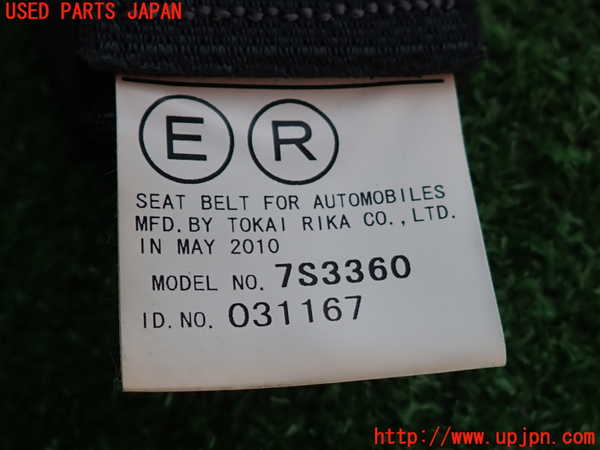 USED PARTS JAPAN
E R
SEAT BELT FOR AUTOMOBILES
MFD. BY TOKAI RIKA CO., LTD.
IN MAY 2010
MODEL NO. 7S3360
ID. NO. 031167
http://www.upjpn.com/